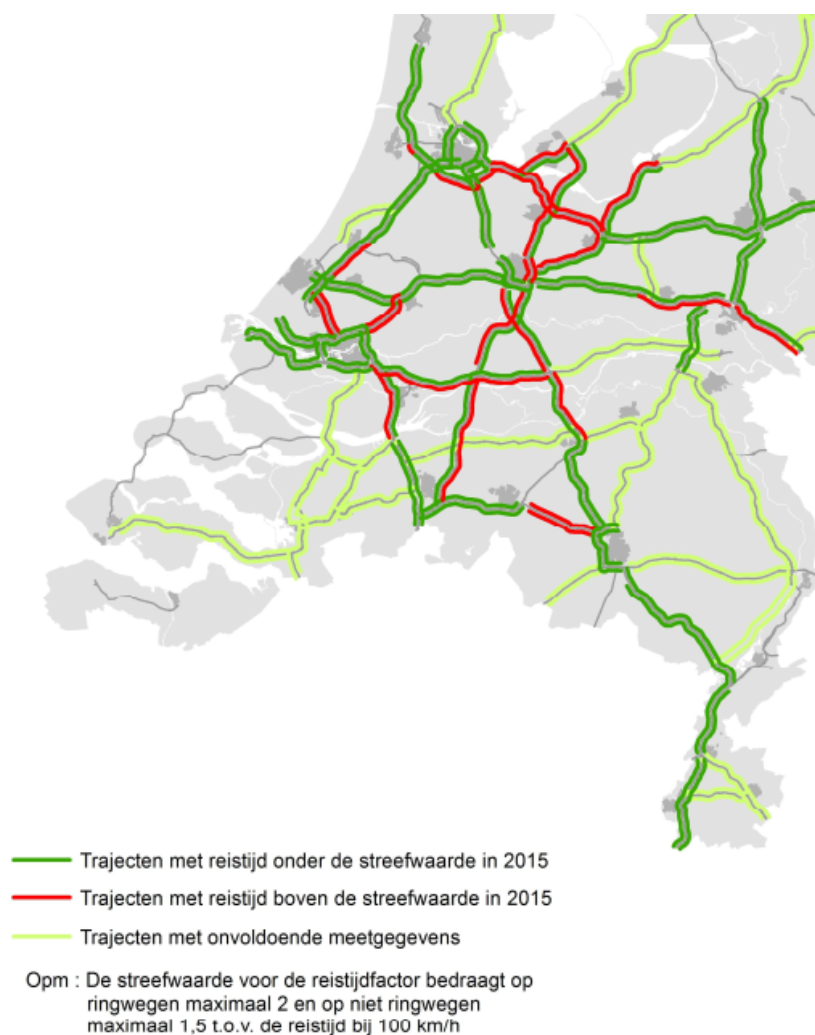 Trajecten met reistijd onder de streefwaarde in 2015
Trajecten met reistijd boven de streefwaarde in 2015
Trajecten met onvoldoende meetgegevens
Opm : De streefwaarde voor de reistijdfactor bedraagt op
ringwegen maximaal 2 en op niet ringwegen
maximaal 1,5 t.o.v. de reistijd bij 100 km/h